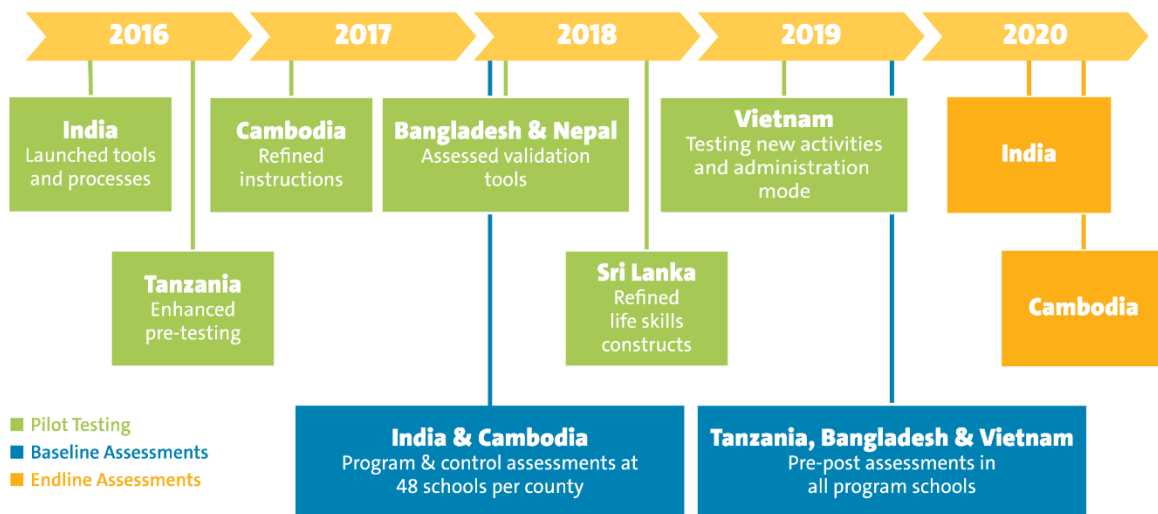 2016
2017
2018
2019
2020
India
Launched tools
and processes
Cambodia
Refined
instructions
Bangladesh & Nepal
Assessed validation
tools
Vietnam
Testing new activities
and administration
mode
India
Tanzania
Enhanced
pre-testing
Sri Lanka
Refined
life skills
constructs
Cambodia
Pilot Testing
Baseline Assessments
Endline Assessments
India & Cambodia
Program & control assessments at
48 schools per county
Tanzania, Bangladesh & Vietnam
Pre-post assessments in
all program schools